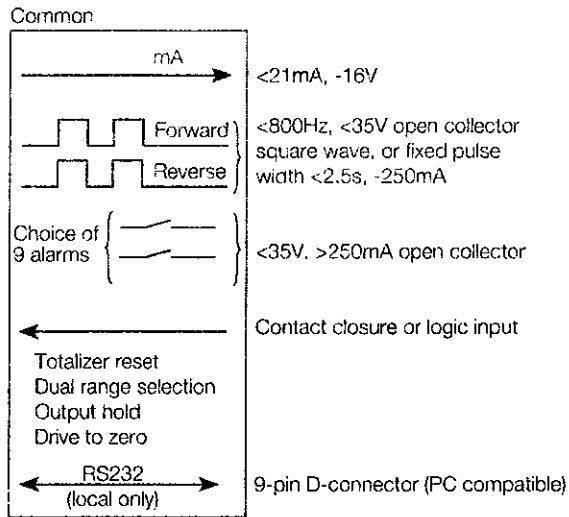 Common
mA
<21mA, -16V
Forward
Reverse
<800Hz, <35V open collector
square wave, or fixed pulse
width <2.5s, -250mA
Choice of
9 alarms
<35V, >250mA open collector
Contact closure or logic input
Totalizer reset
Dual range selection
Output hold
Drive to zero
RS232
(local only)
9-pin D-connector (PC compatible)